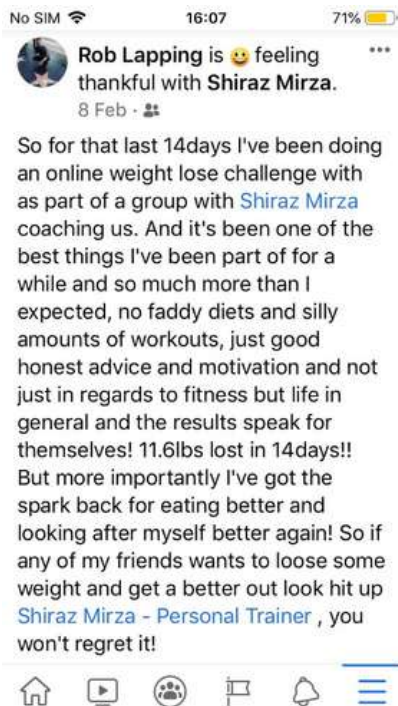 No SIM 16:07 71%
Rob Lapping is 😀 feeling
thankful with Shiraz Mirza.
8 Feb ·
So for that last 14days I've been doing
an online weight lose challenge with
as part of a group with Shiraz Mirza
coaching us. And it's been one of the
best things I've been part of for a
while and so much more than I
expected, no faddy diets and silly
amounts of workouts, just good
honest advice and motivation and not
just in regards to fitness but life in
general and the results speak for
themselves! 11.6lbs lost in 14days!!
But more importantly I've got the
spark back for eating better and
looking after myself better again! So if
any of my friends wants to loose some
weight and get a better out look hit up
Shiraz Mirza - Personal Trainer , you
won't regret it!